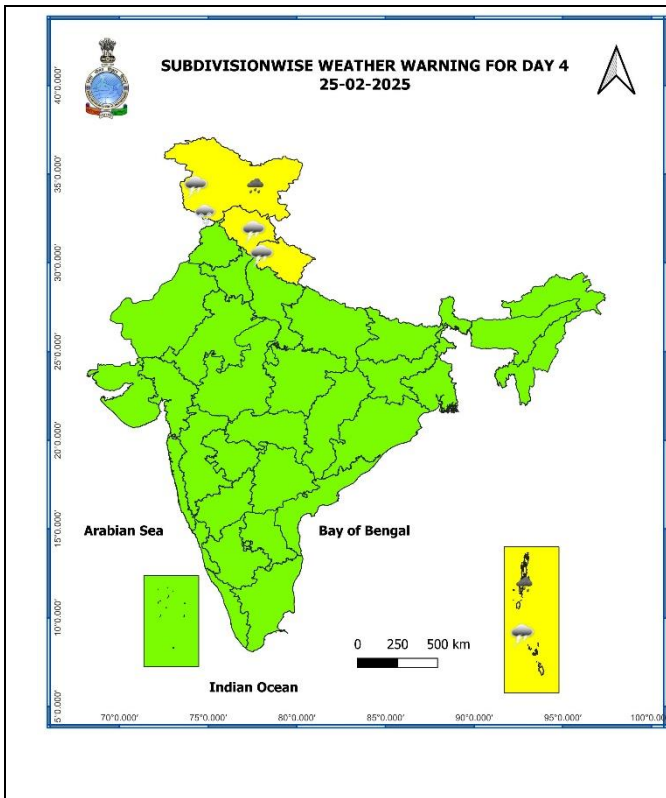 SUBDIVISIONWISE WEATHER WARNING FOR DAY 4
25-02-2025
40°0.000'
35°0.000'
30°0.000'
25°0.000'
20°0.000'
15°0.000'
10°0.000'
5°0.000'
Arabian Sea
Bay of Bengal
0 250 500 km
Indian Ocean
70°0.000' 75°0.000' 80°0.000' 85°0.000' 90°0.000' 95°0.000' 100°0.00